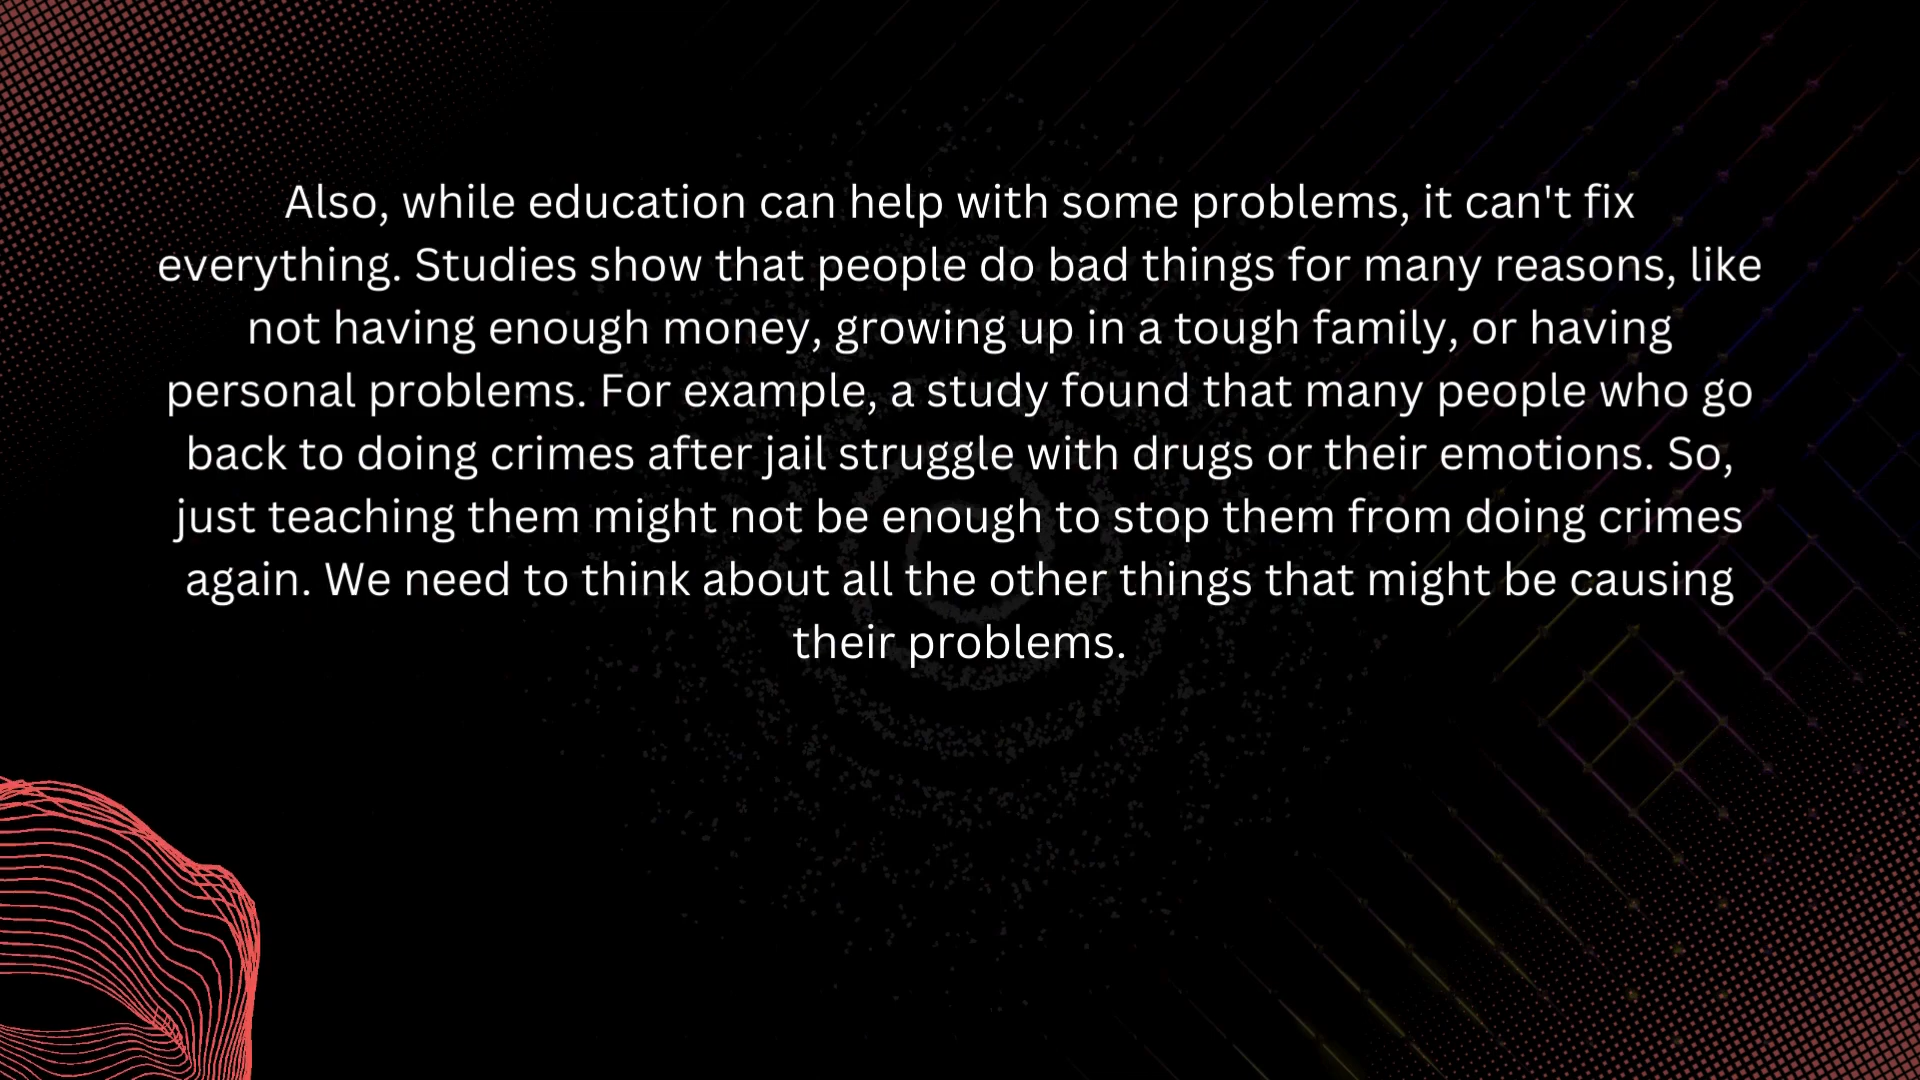 Also, while education can help with some problems, it can't fix
everything. Studies show that people do bad things for many reasons, like
not having enough money, growing up in a tough family, or having
personal problems. For example, a study found that many people who go
back to doing crimes after jail struggle with drugs or their emotions. So,
just teaching them might not be enough to stop them from doing crimes
again. We need to think about all the other things that might be causing
their problems.